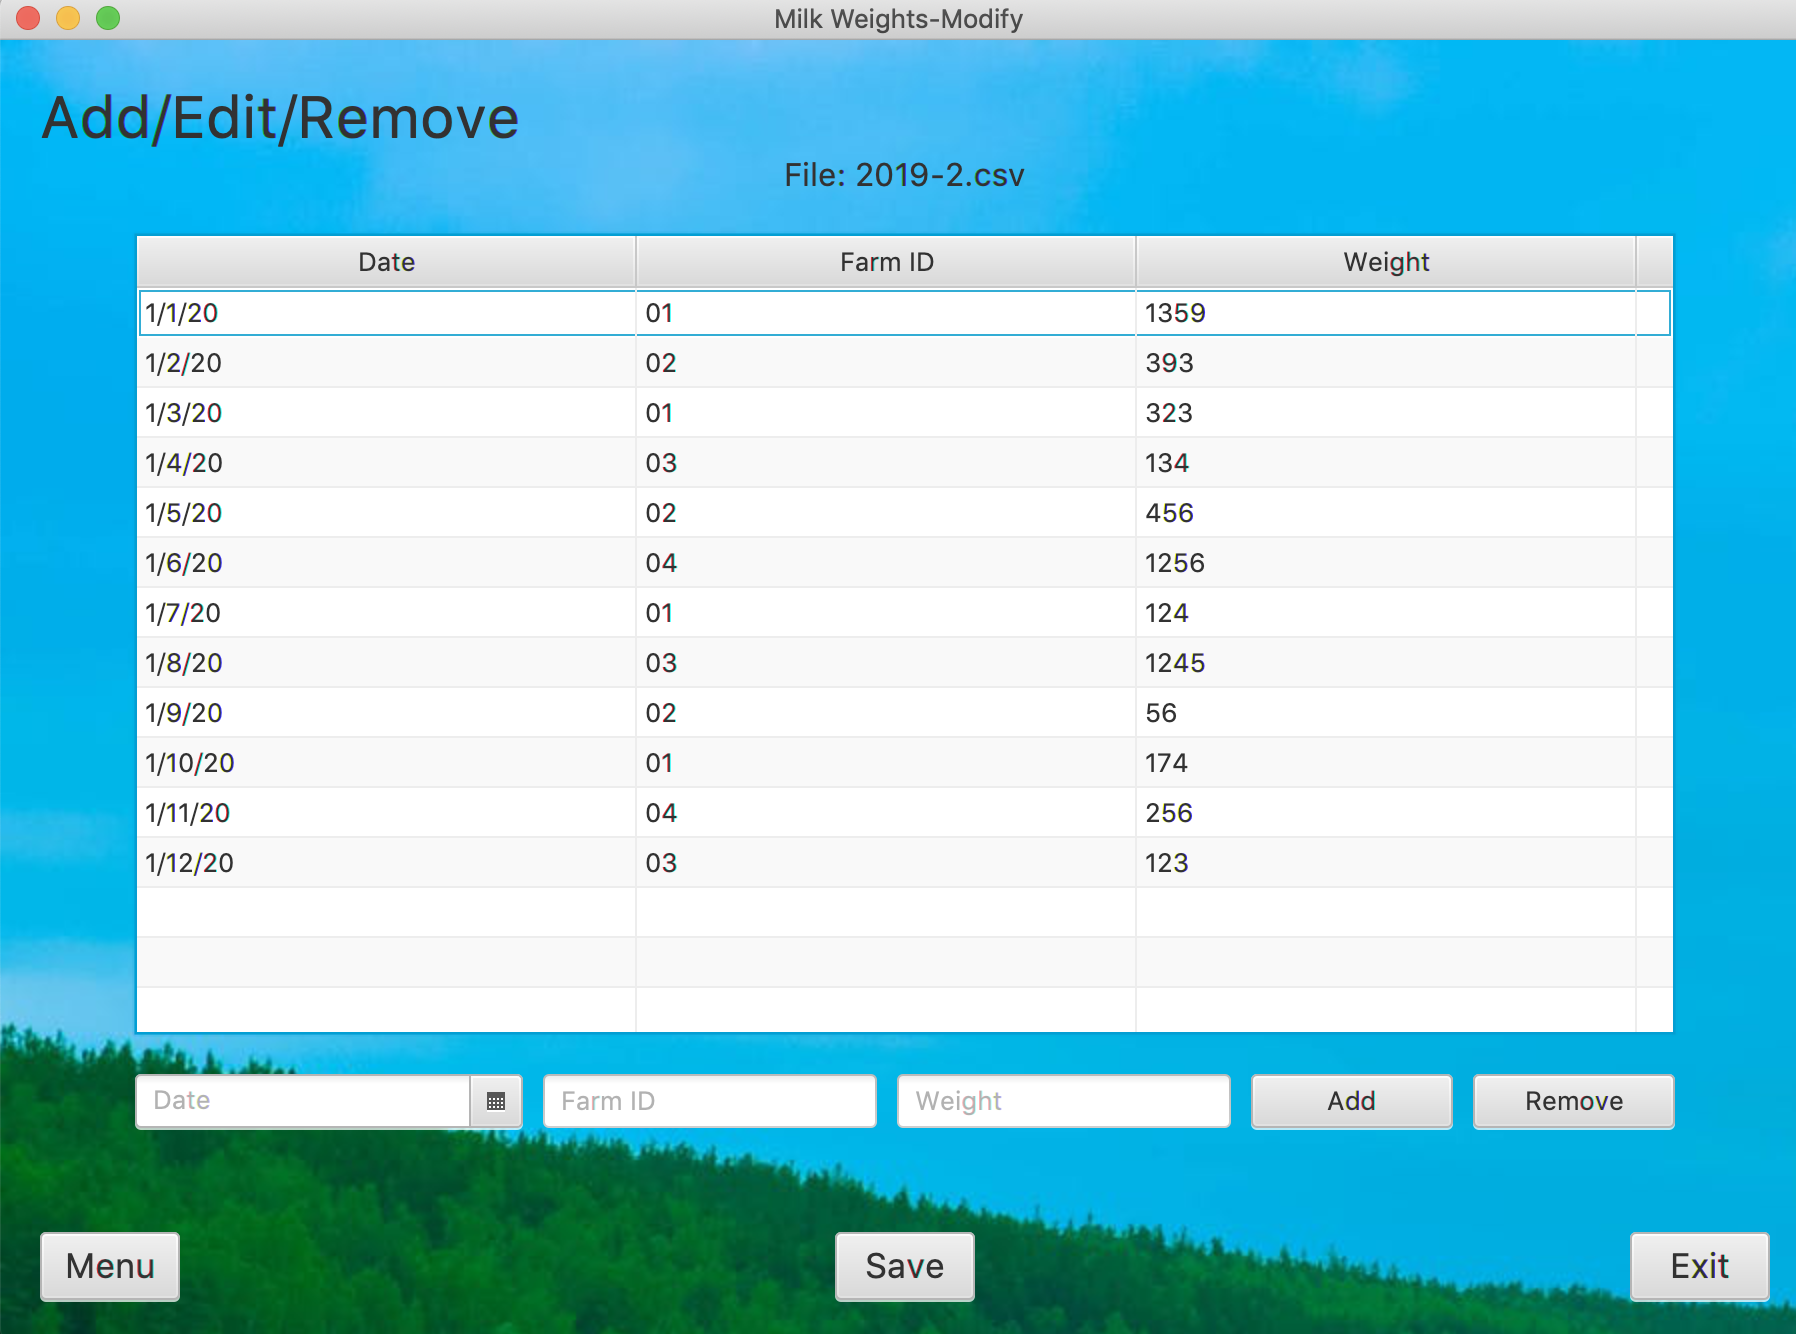 Milk Weights-Modify
Add/Edit/Remove
File: 2019-2.csv
Date Farm ID Weight
1/1/20 01 1359
1/2/20 02 393
1/3/20 01 323
1/4/20 03 134
1/5/20 02 456
1/6/20 04 1256
1/7/20 01 124
1/8/20 03 1245
1/9/20 02 56
1/10/20 01 174
1/11/20 04 256
1/12/20 03 123
Date Farm ID Weight Add Remove
Menu Save Exit